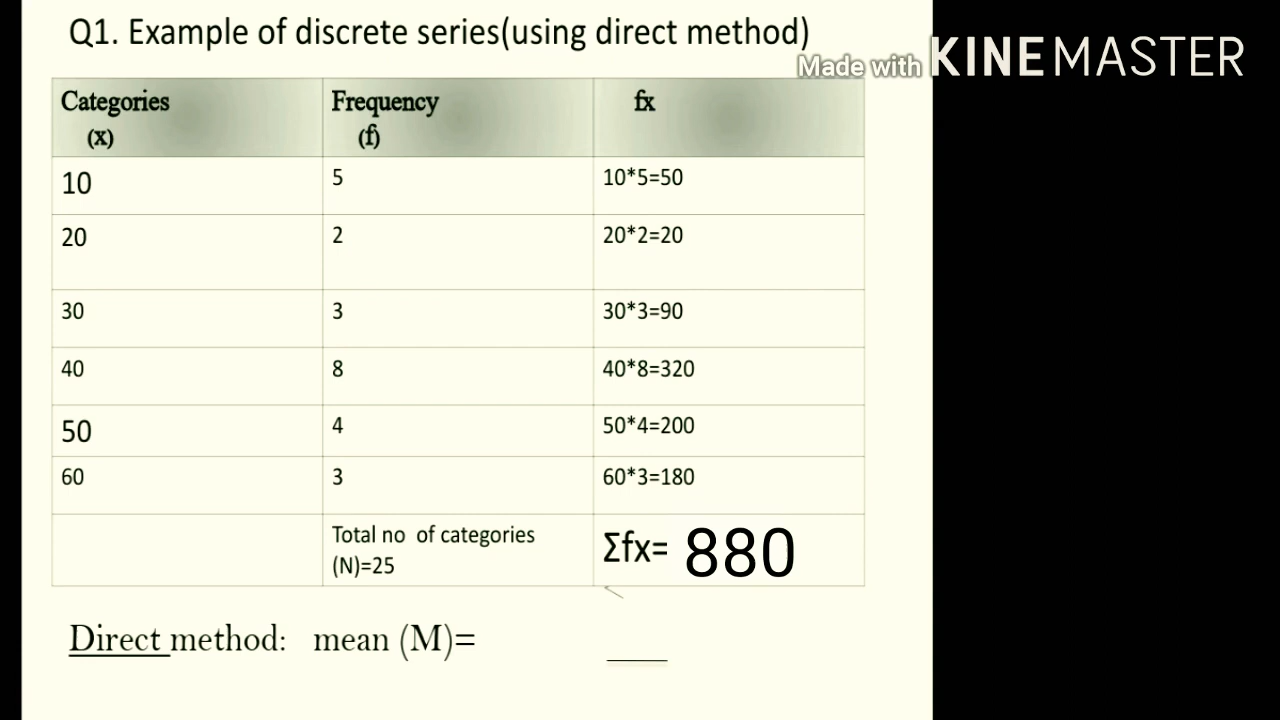 Q1. Example of discrete series(using direct method)
Made with KINEMASTER
Categories (x) Frequency (f) fx
10 5 10*5=50
20 2 20*2=20
30 3 30*3=90
40 8 40*8=320
50 4 50*4=200
60 3 60*3=180
Total no of categories
(N)=25 Σfx= 880
Direct method: mean (M)=